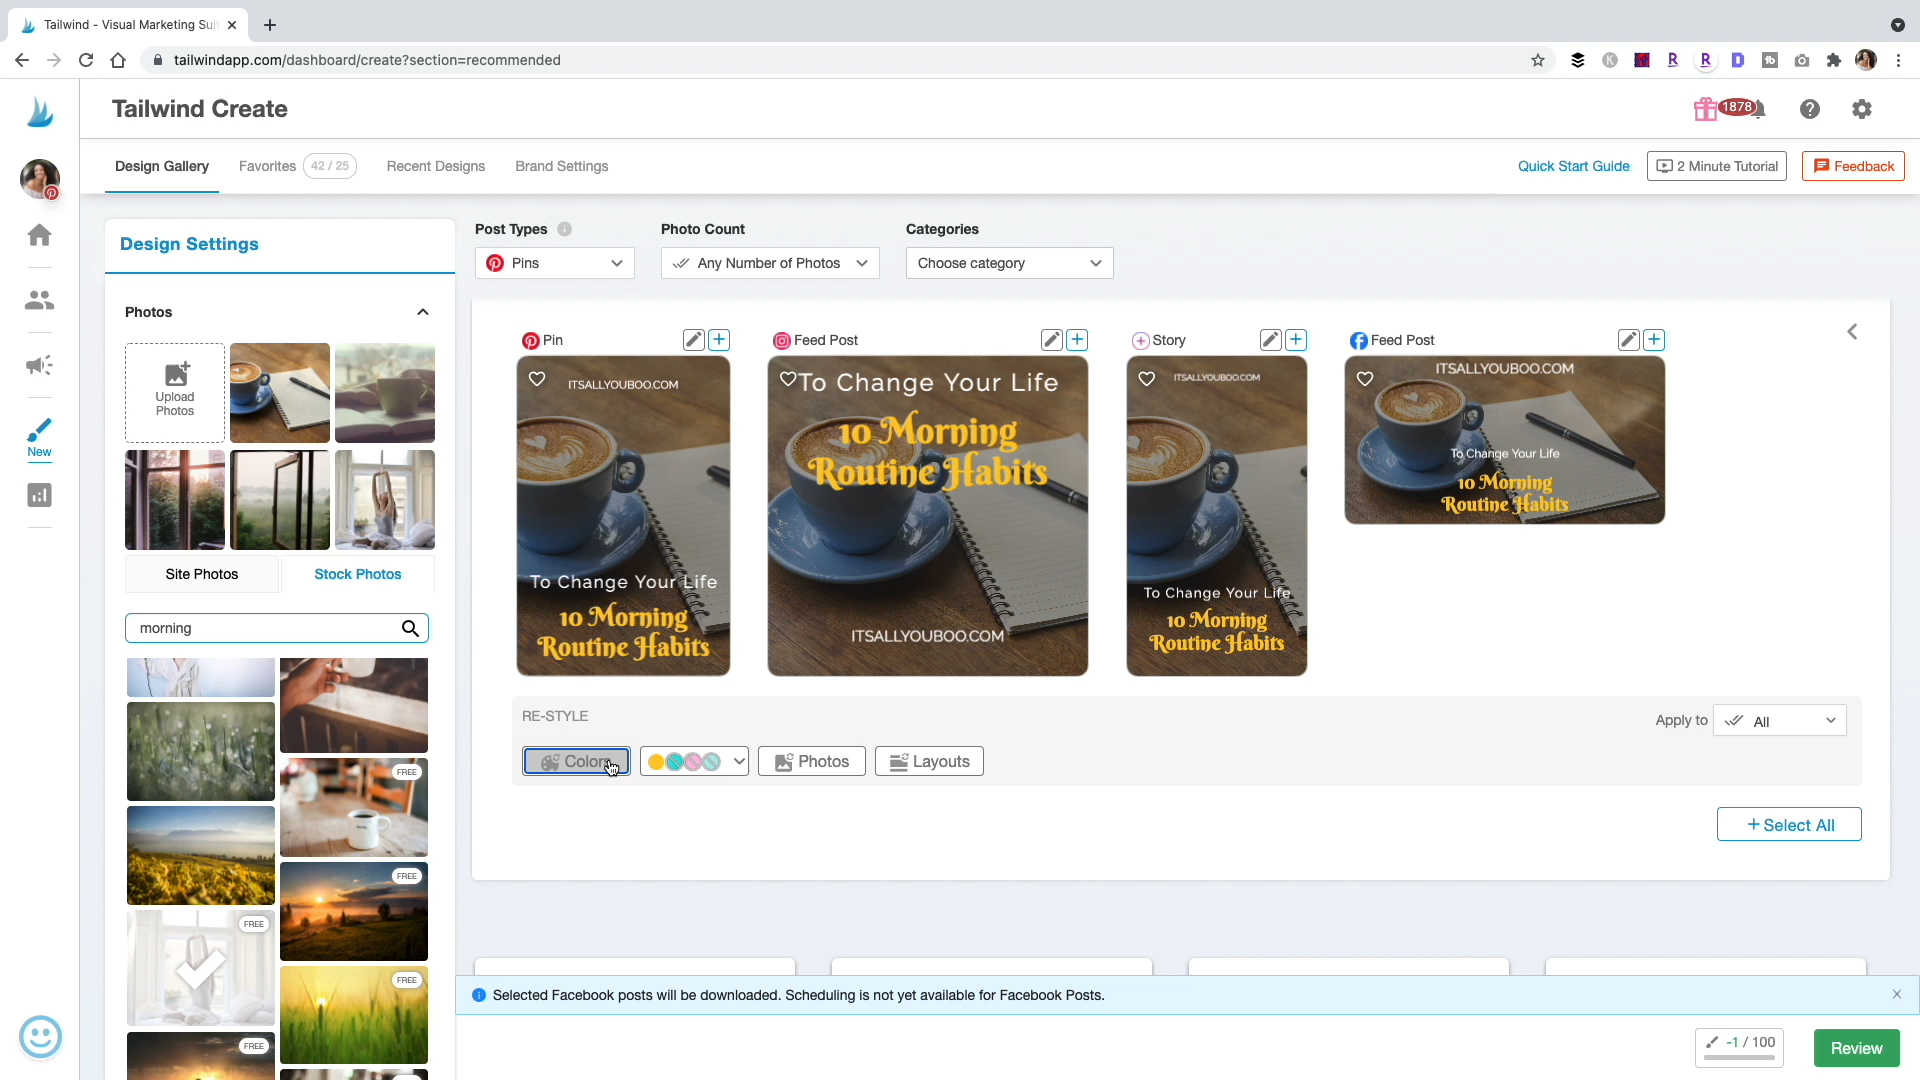 Tailwind - Visual Marketing Sui
tailwindapp.com/dashboard/create?section=recommended
Tailwind Create
1878
Design Gallery
Favorites 42 / 25
Recent Designs
Brand Settings
Quick Start Guide
2 Minute Tutorial
Feedback
New
Design Settings
Photos
Upload
Photos
Site Photos
Stock Photos
morning
FREE
FREE
FREE
FREE
FREE
Post Types
Pins
Photo Count
Any Number of Photos
Categories
Choose category
Pin
ITSALLYOUBOO.COM
To Change Your Life
10 Morning
Routine Habits
Feed Post
To Change Your Life
10 Morning
Routine Habits
ITSALLYOUBOO.COM
Story
ITSALLYOUBOO.COM
To Change Your Life
10 Morning
Routine Habits
Feed Post
ITSALLYOUBOO.COM
To Change Your Life
10 Morning
Routine Habits
RE-STYLE
Colors
Photos
Layouts
Apply to
All
+ Select All
Selected Facebook posts will be downloaded. Scheduling is not yet available for Facebook Posts.
-1 / 100
Review